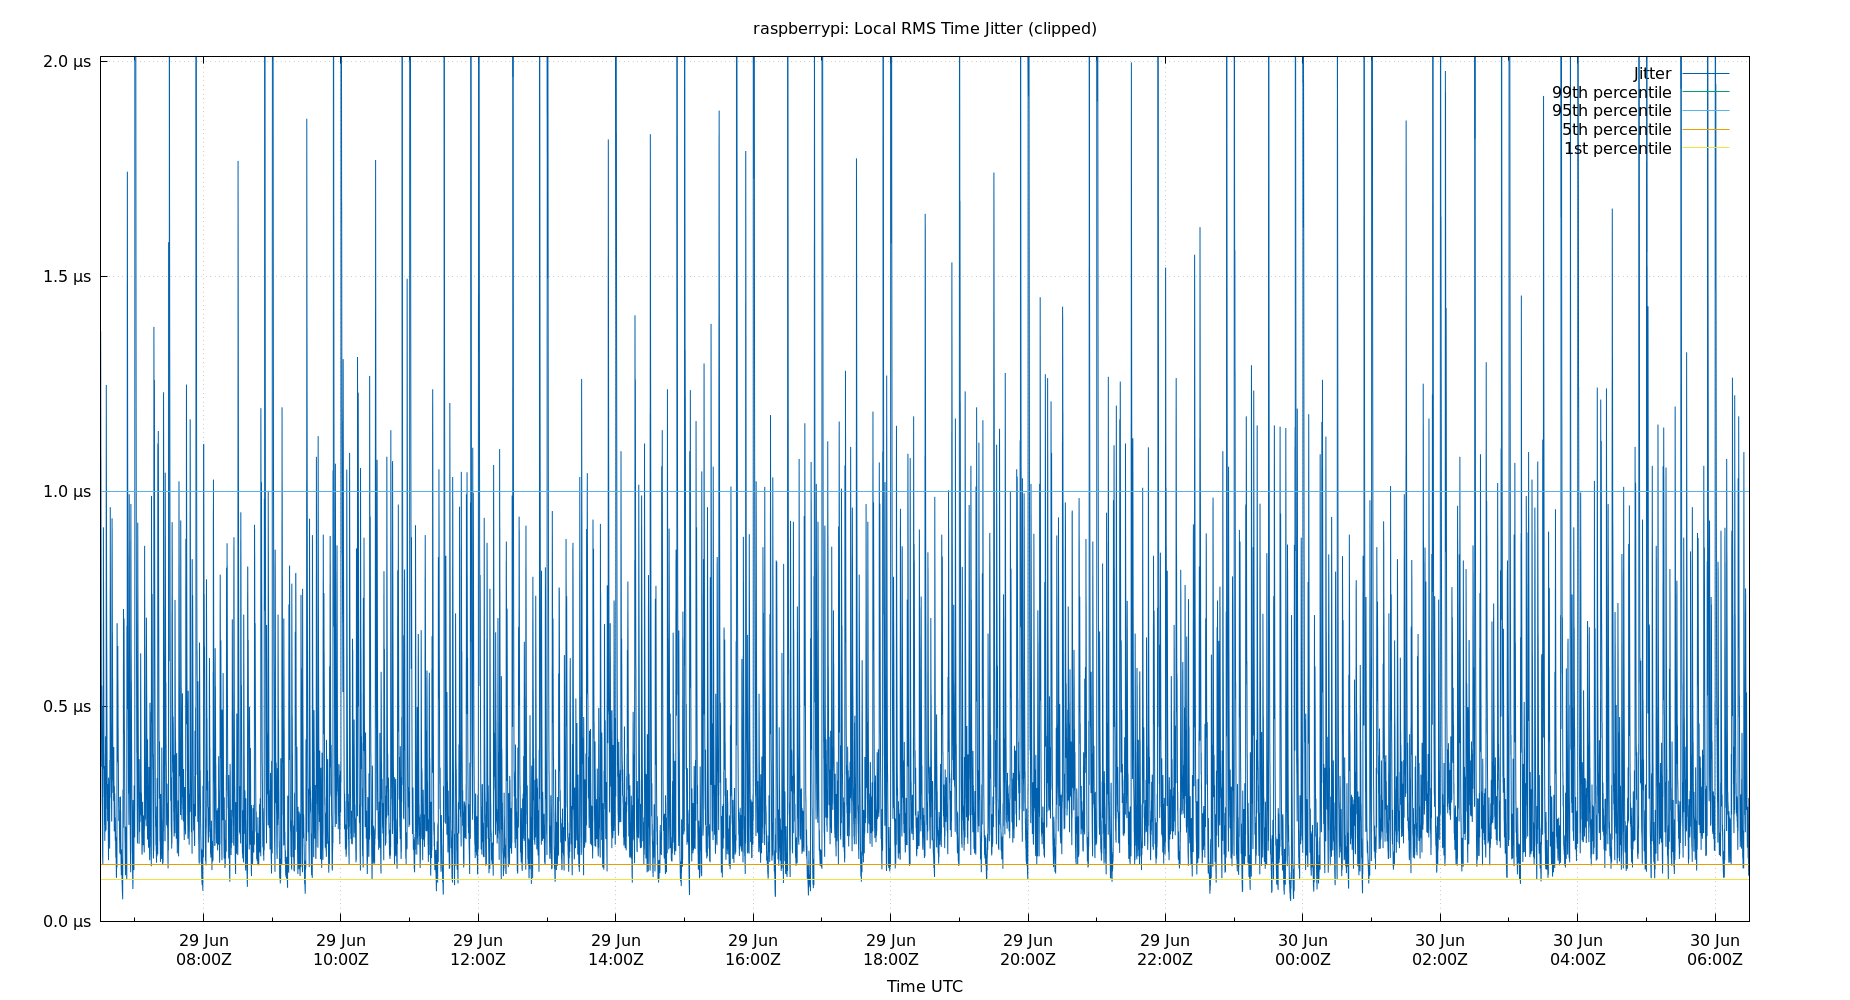 raspberrypi: Local RMS Time Jitter (clipped)
2.0 µs
1.5 µs
1.0 µs
0.5 µs
0.0 µs
Jitter
99th percentile
95th percentile
5th percentile
1st percentile
29 Jun 29 Jun 29 Jun 29 Jun 29 Jun 29 Jun 29 Jun 29 Jun 30 Jun 30 Jun 30 Jun 30 Jun
08:00Z 10:00Z 12:00Z 14:00Z 16:00Z 18:00Z 20:00Z 22:00Z 00:00Z 02:00Z 04:00Z 06:00Z
Time UTC